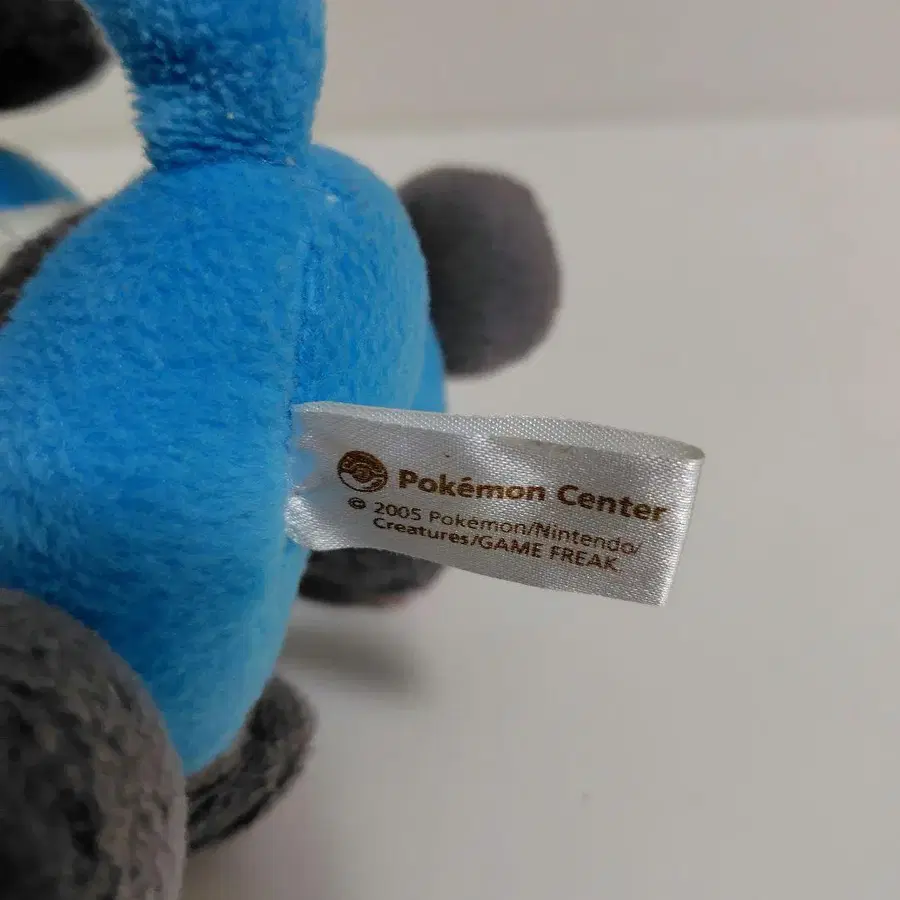 Pokémon Center
© 2005 Pokémon/Nintendo/
Creatures/GAME FREAK.